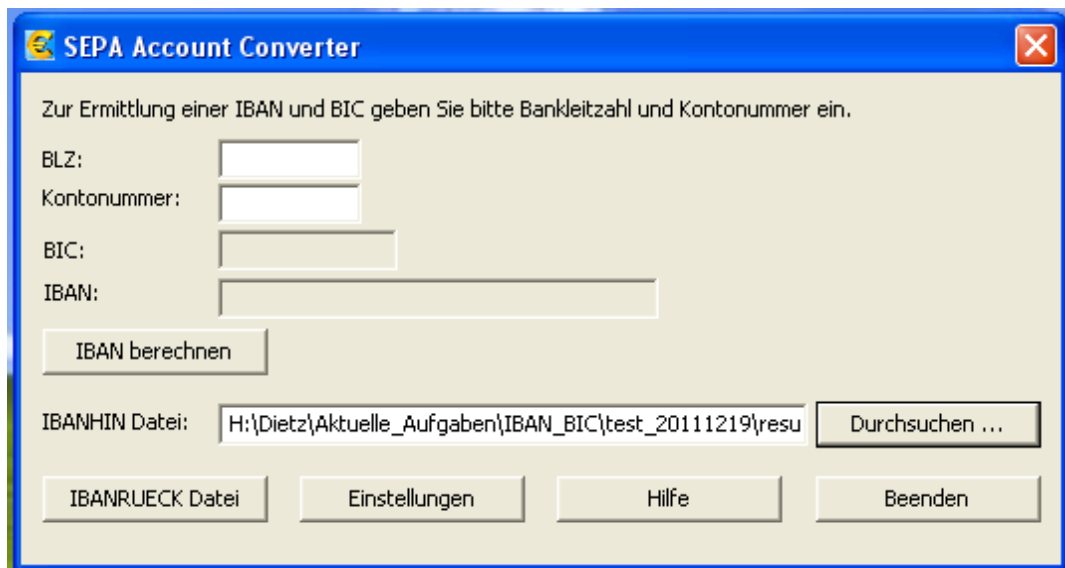 SEPA Account Converter
Zur Ermittlung einer IBAN und BIC geben Sie bitte Bankleitzahl und Kontonummer ein.
BLZ:
Kontonummer:
BIC:
IBAN:
IBAN berechnen
IBANHIN Datei: H:\Dietz\Aktuelle_Aufgaben\IBAN_BIC\test_20111219\resu Durchsuchen ...
IBANRUECK Datei Einstellungen Hilfe Beenden